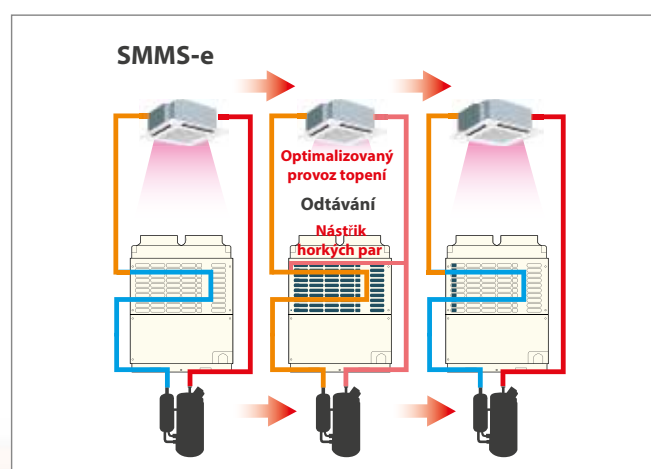 SMMS-e
Optimalizovaný
provoz topení
Odtávání
Nástřik
horkých par